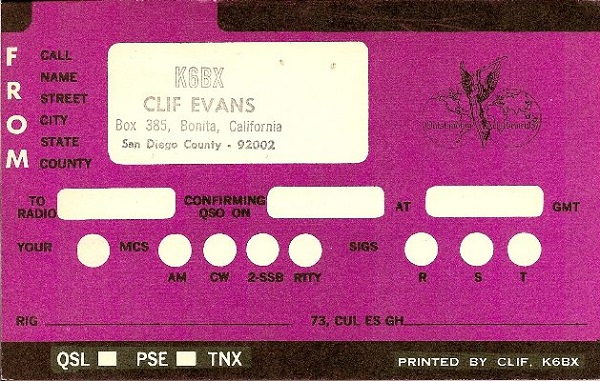 FROM
CALL
NAME
STREET
CITY
STATE
COUNTY
K6BX
CLIF EVANS
Box 385, Bonita, California
San Diego County - 92002
TO RADIO CONFIRMING QSO ON AT GMT
YOUR MCS SIGS
AM CW 2-SSB RTTY R S T
RIG 73, CUL ES GH
QSL PSE TNX
PRINTED BY CLIF, K6BX